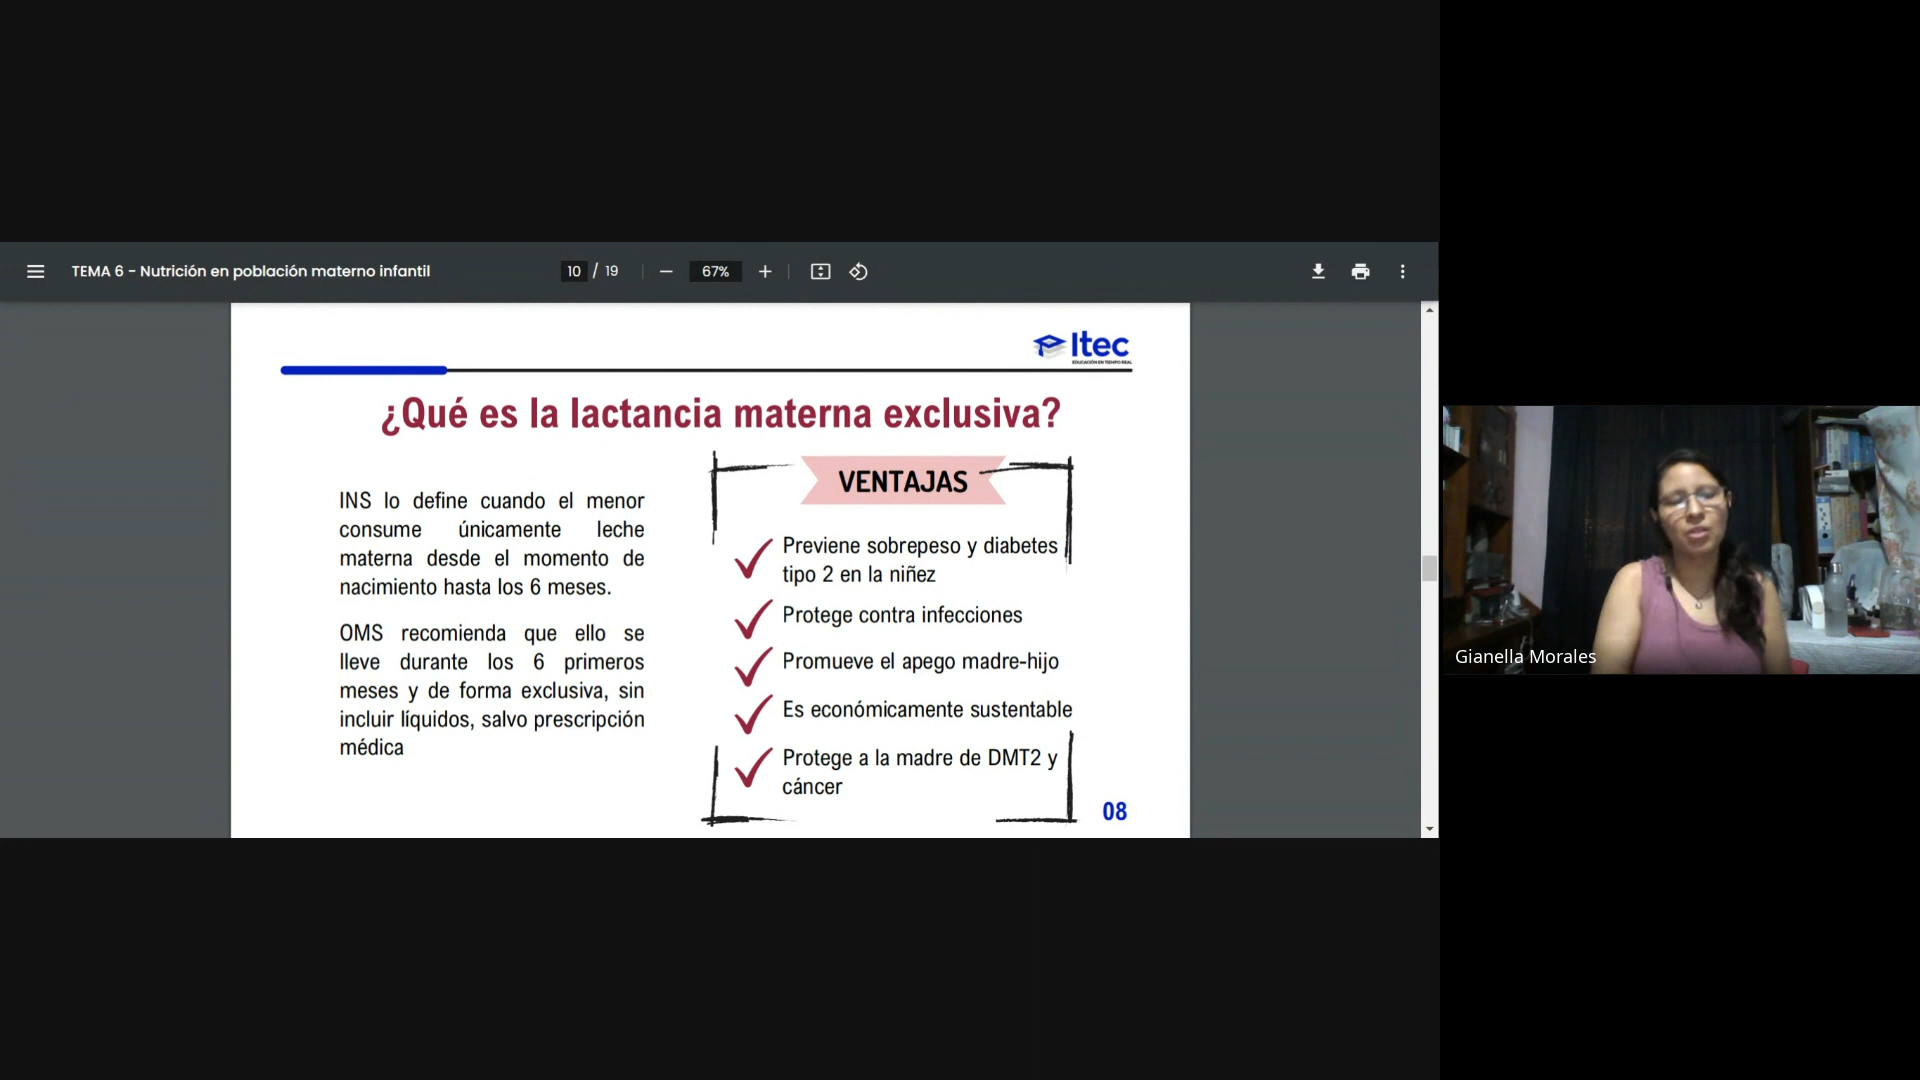 TEMA 6 - Nutrición en población materno infantil
10 / 19
67%
Itec
EDUCACIÓN EN TIEMPO REAL
¿Qué es la lactancia materna exclusiva?
INS lo define cuando el menor
consume únicamente leche
materna desde el momento de
nacimiento hasta los 6 meses.
OMS recomienda que ello se
lleve durante los 6 primeros
meses y de forma exclusiva, sin
incluir líquidos, salvo prescripción
médica
VENTAJAS
Previene sobrepeso y diabetes
tipo 2 en la niñez
Protege contra infecciones
Promueve el apego madre-hijo
Es económicamente sustentable
Protege a la madre de DMT2 y
cáncer
08
Gianella Morales